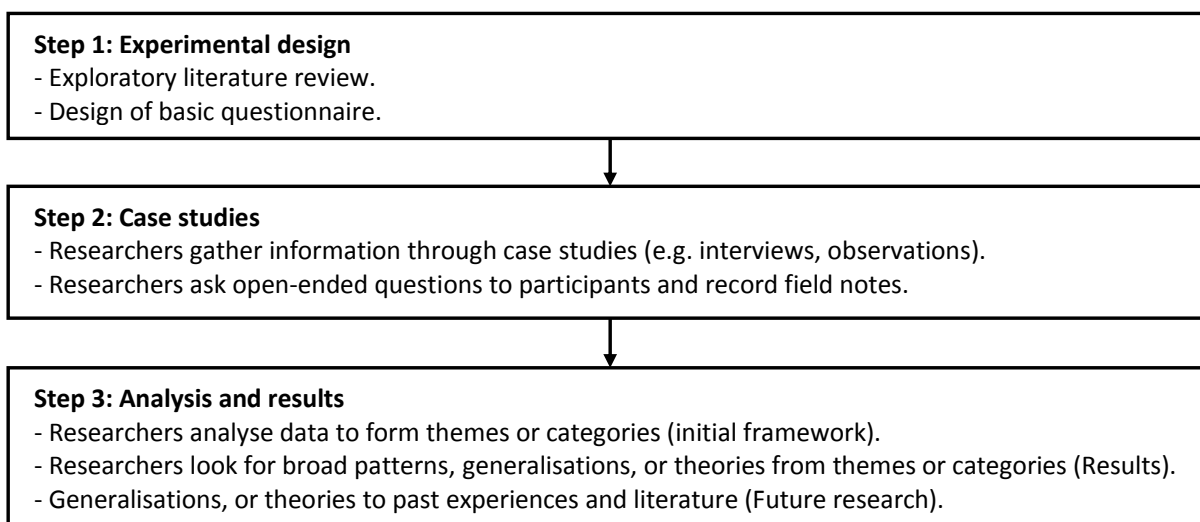 Step 1: Experimental design
- Exploratory literature review.
- Design of basic questionnaire.
Step 2: Case studies
- Researchers gather information through case studies (e.g. interviews, observations).
- Researchers ask open-ended questions to participants and record field notes.
Step 3: Analysis and results
- Researchers analyse data to form themes or categories (initial framework).
- Researchers look for broad patterns, generalisations, or theories from themes or categories (Results).
- Generalisations, or theories to past experiences and literature (Future research).